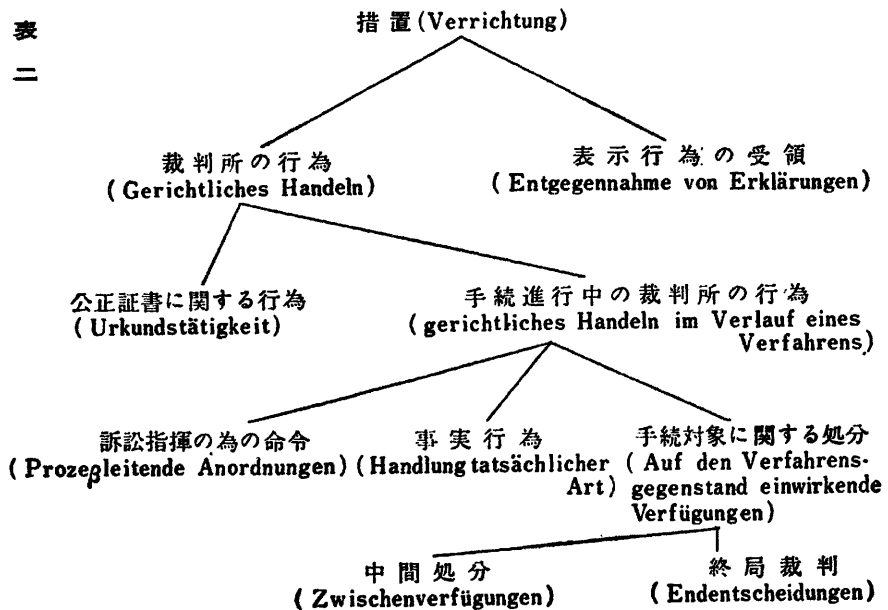 表二
措置(Verrichtung)
裁判所の行為
(Gerichtliches Handeln)
表示行為の受領
(Entgegennahme von Erklärungen)
公正証書に関する行為
(Urkundstätigkeit)
手続進行中の裁判所の行為
(gerichtliches Handeln im Verlauf eines
Verfahrens)
訴訟指揮の為の命令
(Prozeβleitende Anordnungen)
事実行為
(Handlung tatsächlicher
Art)
手続対象に関する処分
(Auf den Verfahrens-
gegenstand einwirkende
Verfügungen)
中間処分
(Zwischenverfügungen)
終局裁判
(Endentscheidungen)